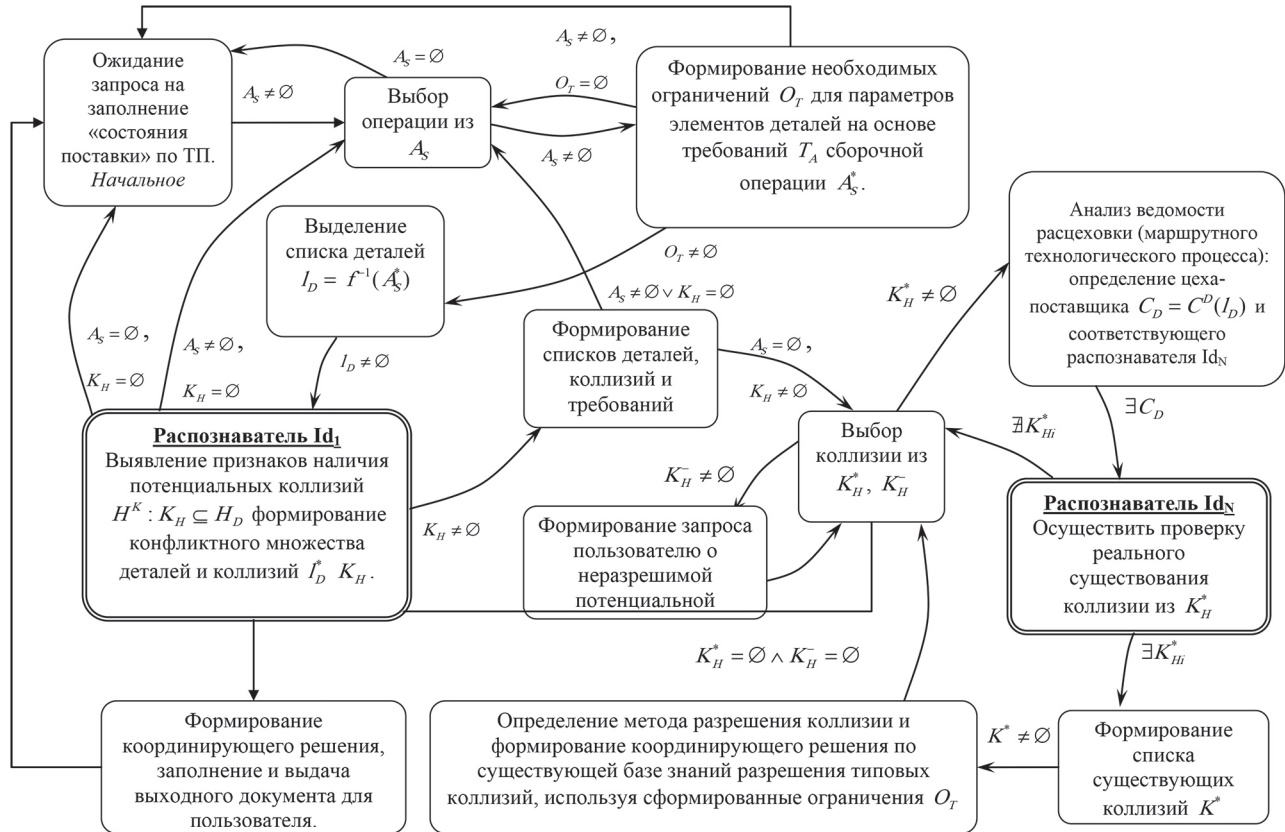 Ожидание
запроса на
заполнение
«состояния
поставки» по ТП.
Начальное
A_S = ∅
A_S ≠ ∅
Выбор
операции из
A_S
A_S ≠ ∅ ,
O_T = ∅
A_S ≠ ∅
Формирование необходимых
ограничений O_T для параметров
элементов деталей на основе
требований T_A сборочной
операции A_S^* .
Выделение
списка деталей
I_D = f^{-1}(A_S^*)
O_T ≠ ∅
A_S ≠ ∅ ∨ K_H = ∅
K_H^* ≠ ∅
Анализ ведомости
расцеховки (маршрутного
технологического процесса):
определение цеха-
поставщика C_D = C^D(I_D) и
соответствующего
распознавателя Id_N
A_S = ∅ ,
K_H = ∅
A_S ≠ ∅ ,
K_H = ∅
I_D ≠ ∅
Формирование
списков деталей,
коллизий и
требований
A_S = ∅ ,
K_H ≠ ∅
∃C_D
∄K_{Hi}^*
Распознаватель Id_1
Выявление признаков наличия
потенциальных коллизий
H^K : K_H ⊆ H_D формирование
конфликтного множества
деталей и коллизий I_D^* K_H .
K_H ≠ ∅
Выбор
коллизии из
K_H^* , K_H^-
K_H^- ≠ ∅
Формирование запроса
пользователю о
неразрешимой
потенциальной
Распознаватель Id_N
Осуществить проверку
реального
существования
коллизии из K_H^*
K_H^* = ∅ ∧ K_H^- = ∅
∃K_{Hi}^*
Формирование
координирующего решения,
заполнение и выдача
выходного документа для
пользователя.
Определение метода разрешения коллизии и
формирование координирующего решения по
существующей базе знаний разрешения типовых
коллизий, используя сформированные ограничения O_T
K^* ≠ ∅
Формирование
списка
существующих
коллизий K^*